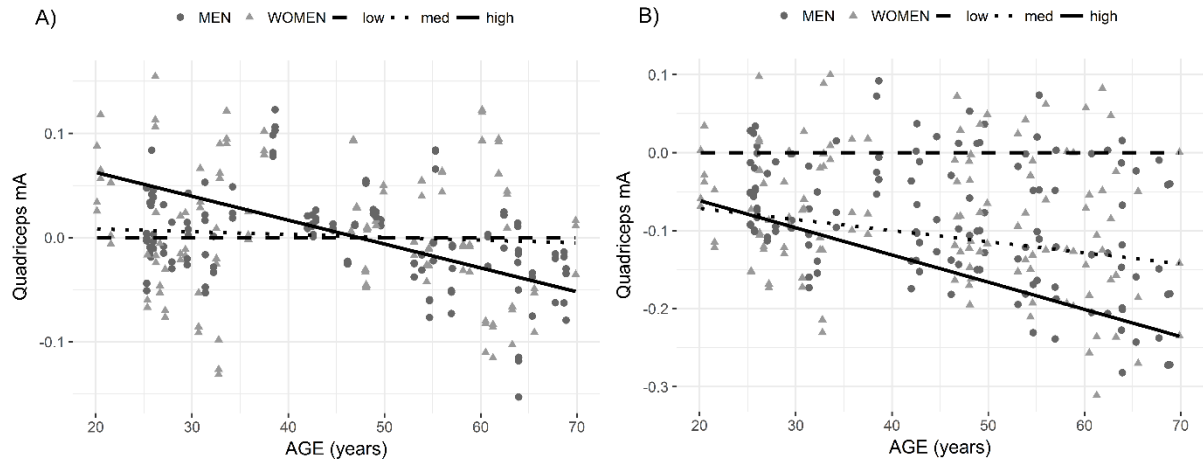 A)
MEN WOMEN low med high
Quadriceps mA
0.1
0.0
-0.1
20 30 40 50 60 70
AGE (years)
B)
MEN WOMEN low med high
Quadriceps mA
0.1
0.0
-0.1
-0.2
-0.3
20 30 40 50 60 70
AGE (years)